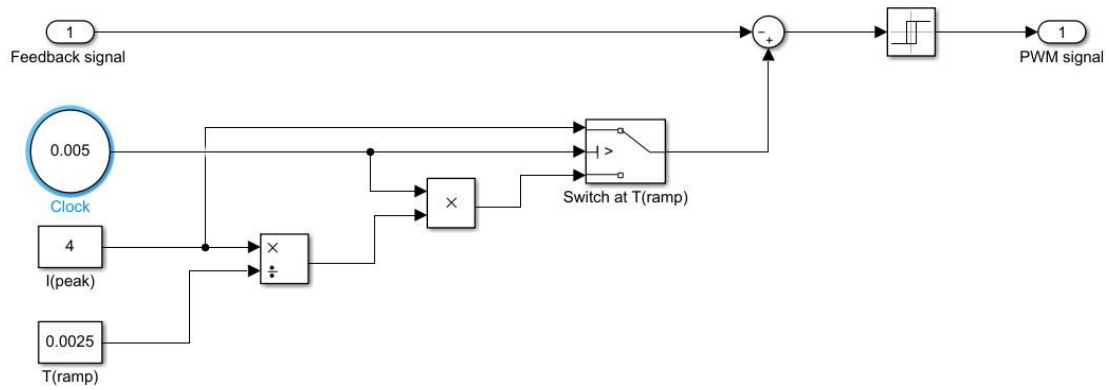 1
Feedback signal
- +
1
PWM signal
0.005
Clock
>
Switch at T(ramp)
×
4
I(peak)
×
÷
0.0025
T(ramp)